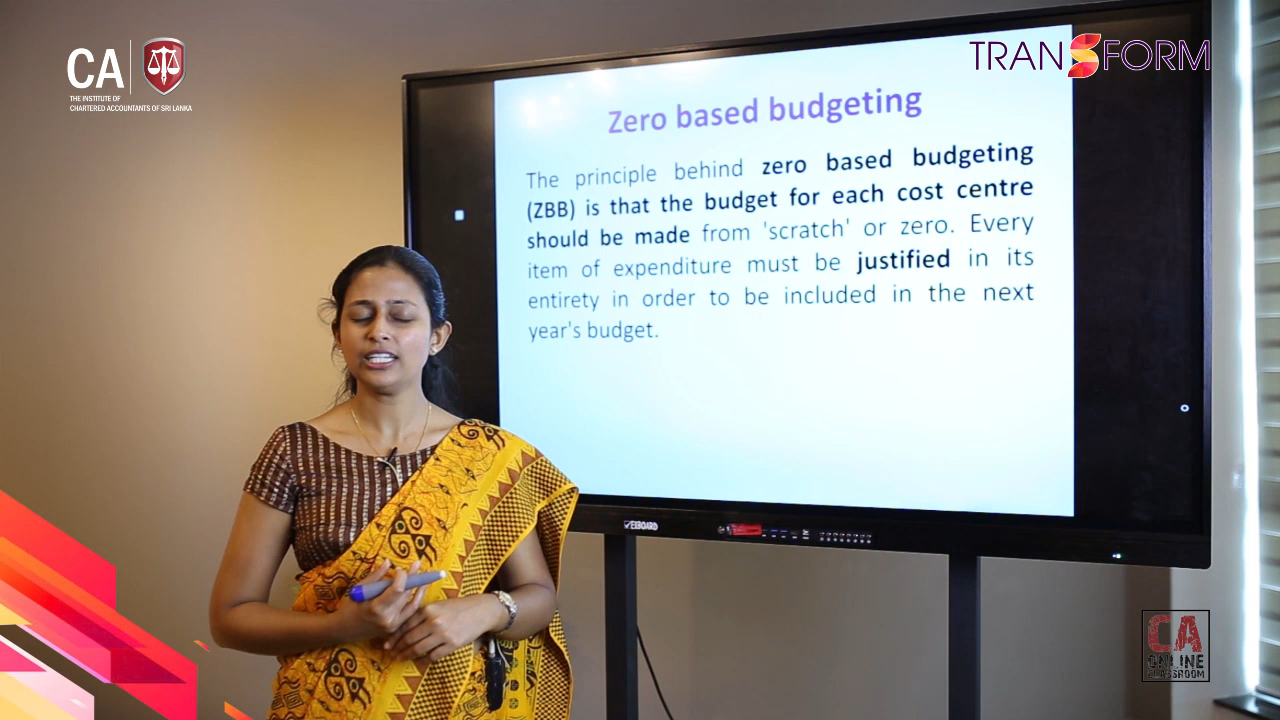 CA
THE INSTITUTE OF
CHARTERED ACCOUNTANTS OF SRI LANKA
TRANSFORM
Zero based budgeting
The principle behind zero based budgeting
(ZBB) is that the budget for each cost centre
should be made from 'scratch' or zero. Every
item of expenditure must be justified in its
entirety in order to be included in the next
year's budget.
EIBOARD
CA
ONLINE
CLASSROOM